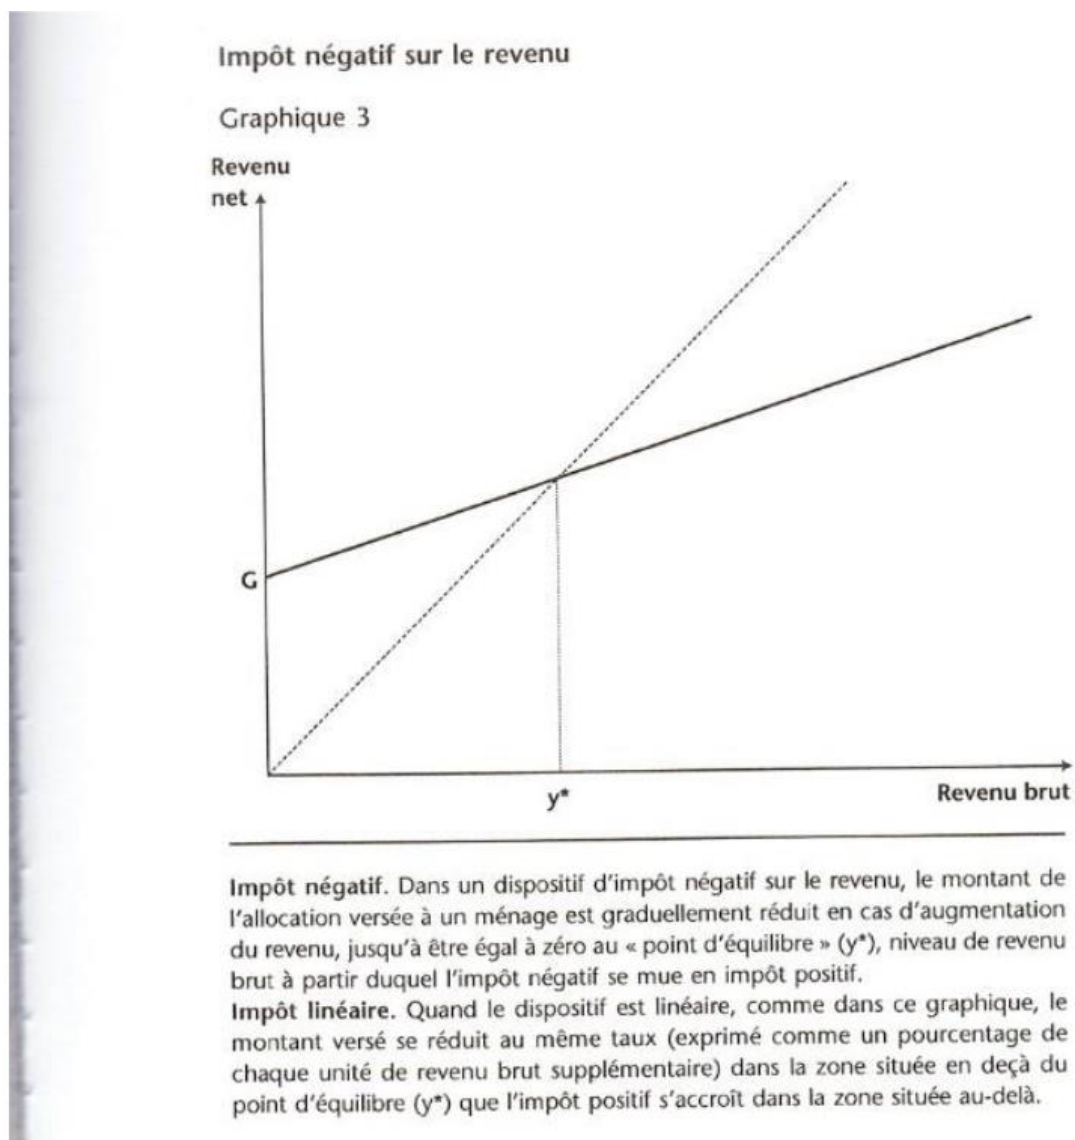 Impôt négatif sur le revenu
Graphique 3
Revenu
net
G
y*
Revenu brut
Impôt négatif. Dans un dispositif d'impôt négatif sur le revenu, le montant de
l'allocation versée à un ménage est graduellement réduit en cas d'augmentation
du revenu, jusqu'à être égal à zéro au « point d'équilibre » (y*), niveau de revenu
brut à partir duquel l'impôt négatif se mue en impôt positif.
Impôt linéaire. Quand le dispositif est linéaire, comme dans ce graphique, le
montant versé se réduit au même taux (exprimé comme un pourcentage de
chaque unité de revenu brut supplémentaire) dans la zone située en deçà du
point d'équilibre (y*) que l'impôt positif s'accroît dans la zone située au-delà.